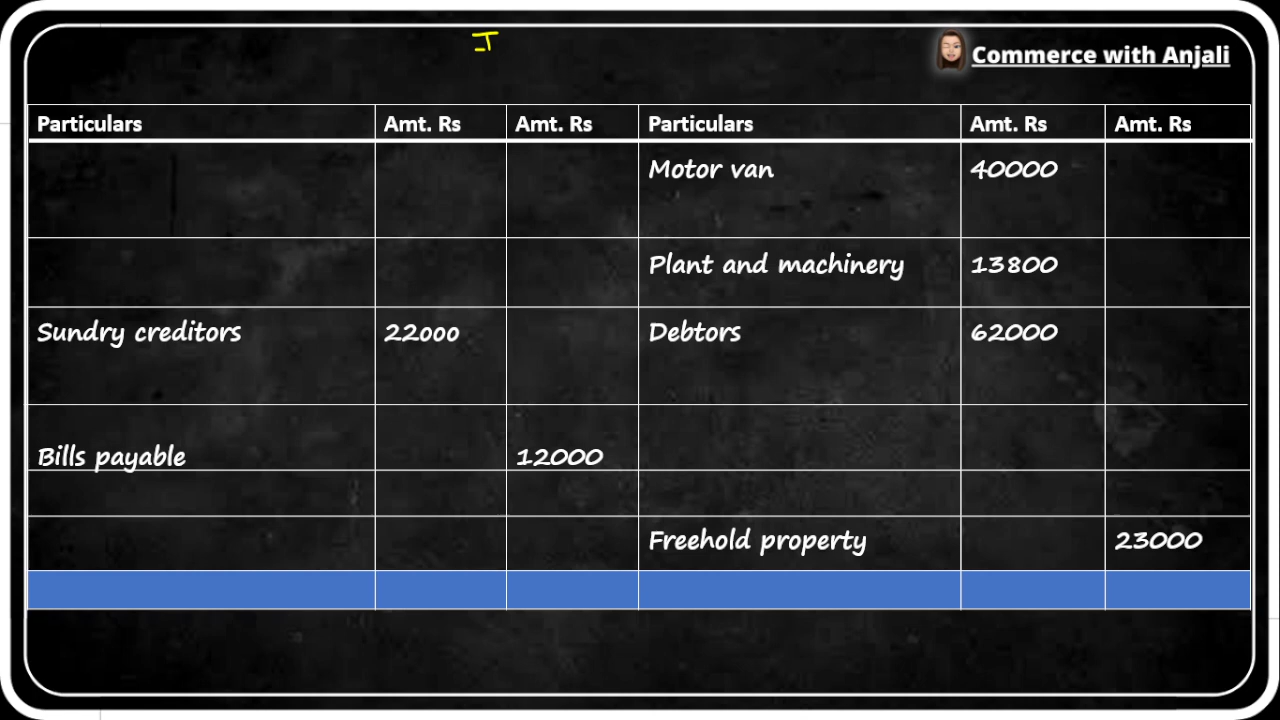 -T
Commerce with Anjali
Particulars Amt. Rs Amt. Rs Particulars Amt. Rs Amt. Rs
Motor van 40000
Plant and machinery 13800
Sundry creditors 22000 Debtors 62000
Bills payable 12000
Freehold property 23000